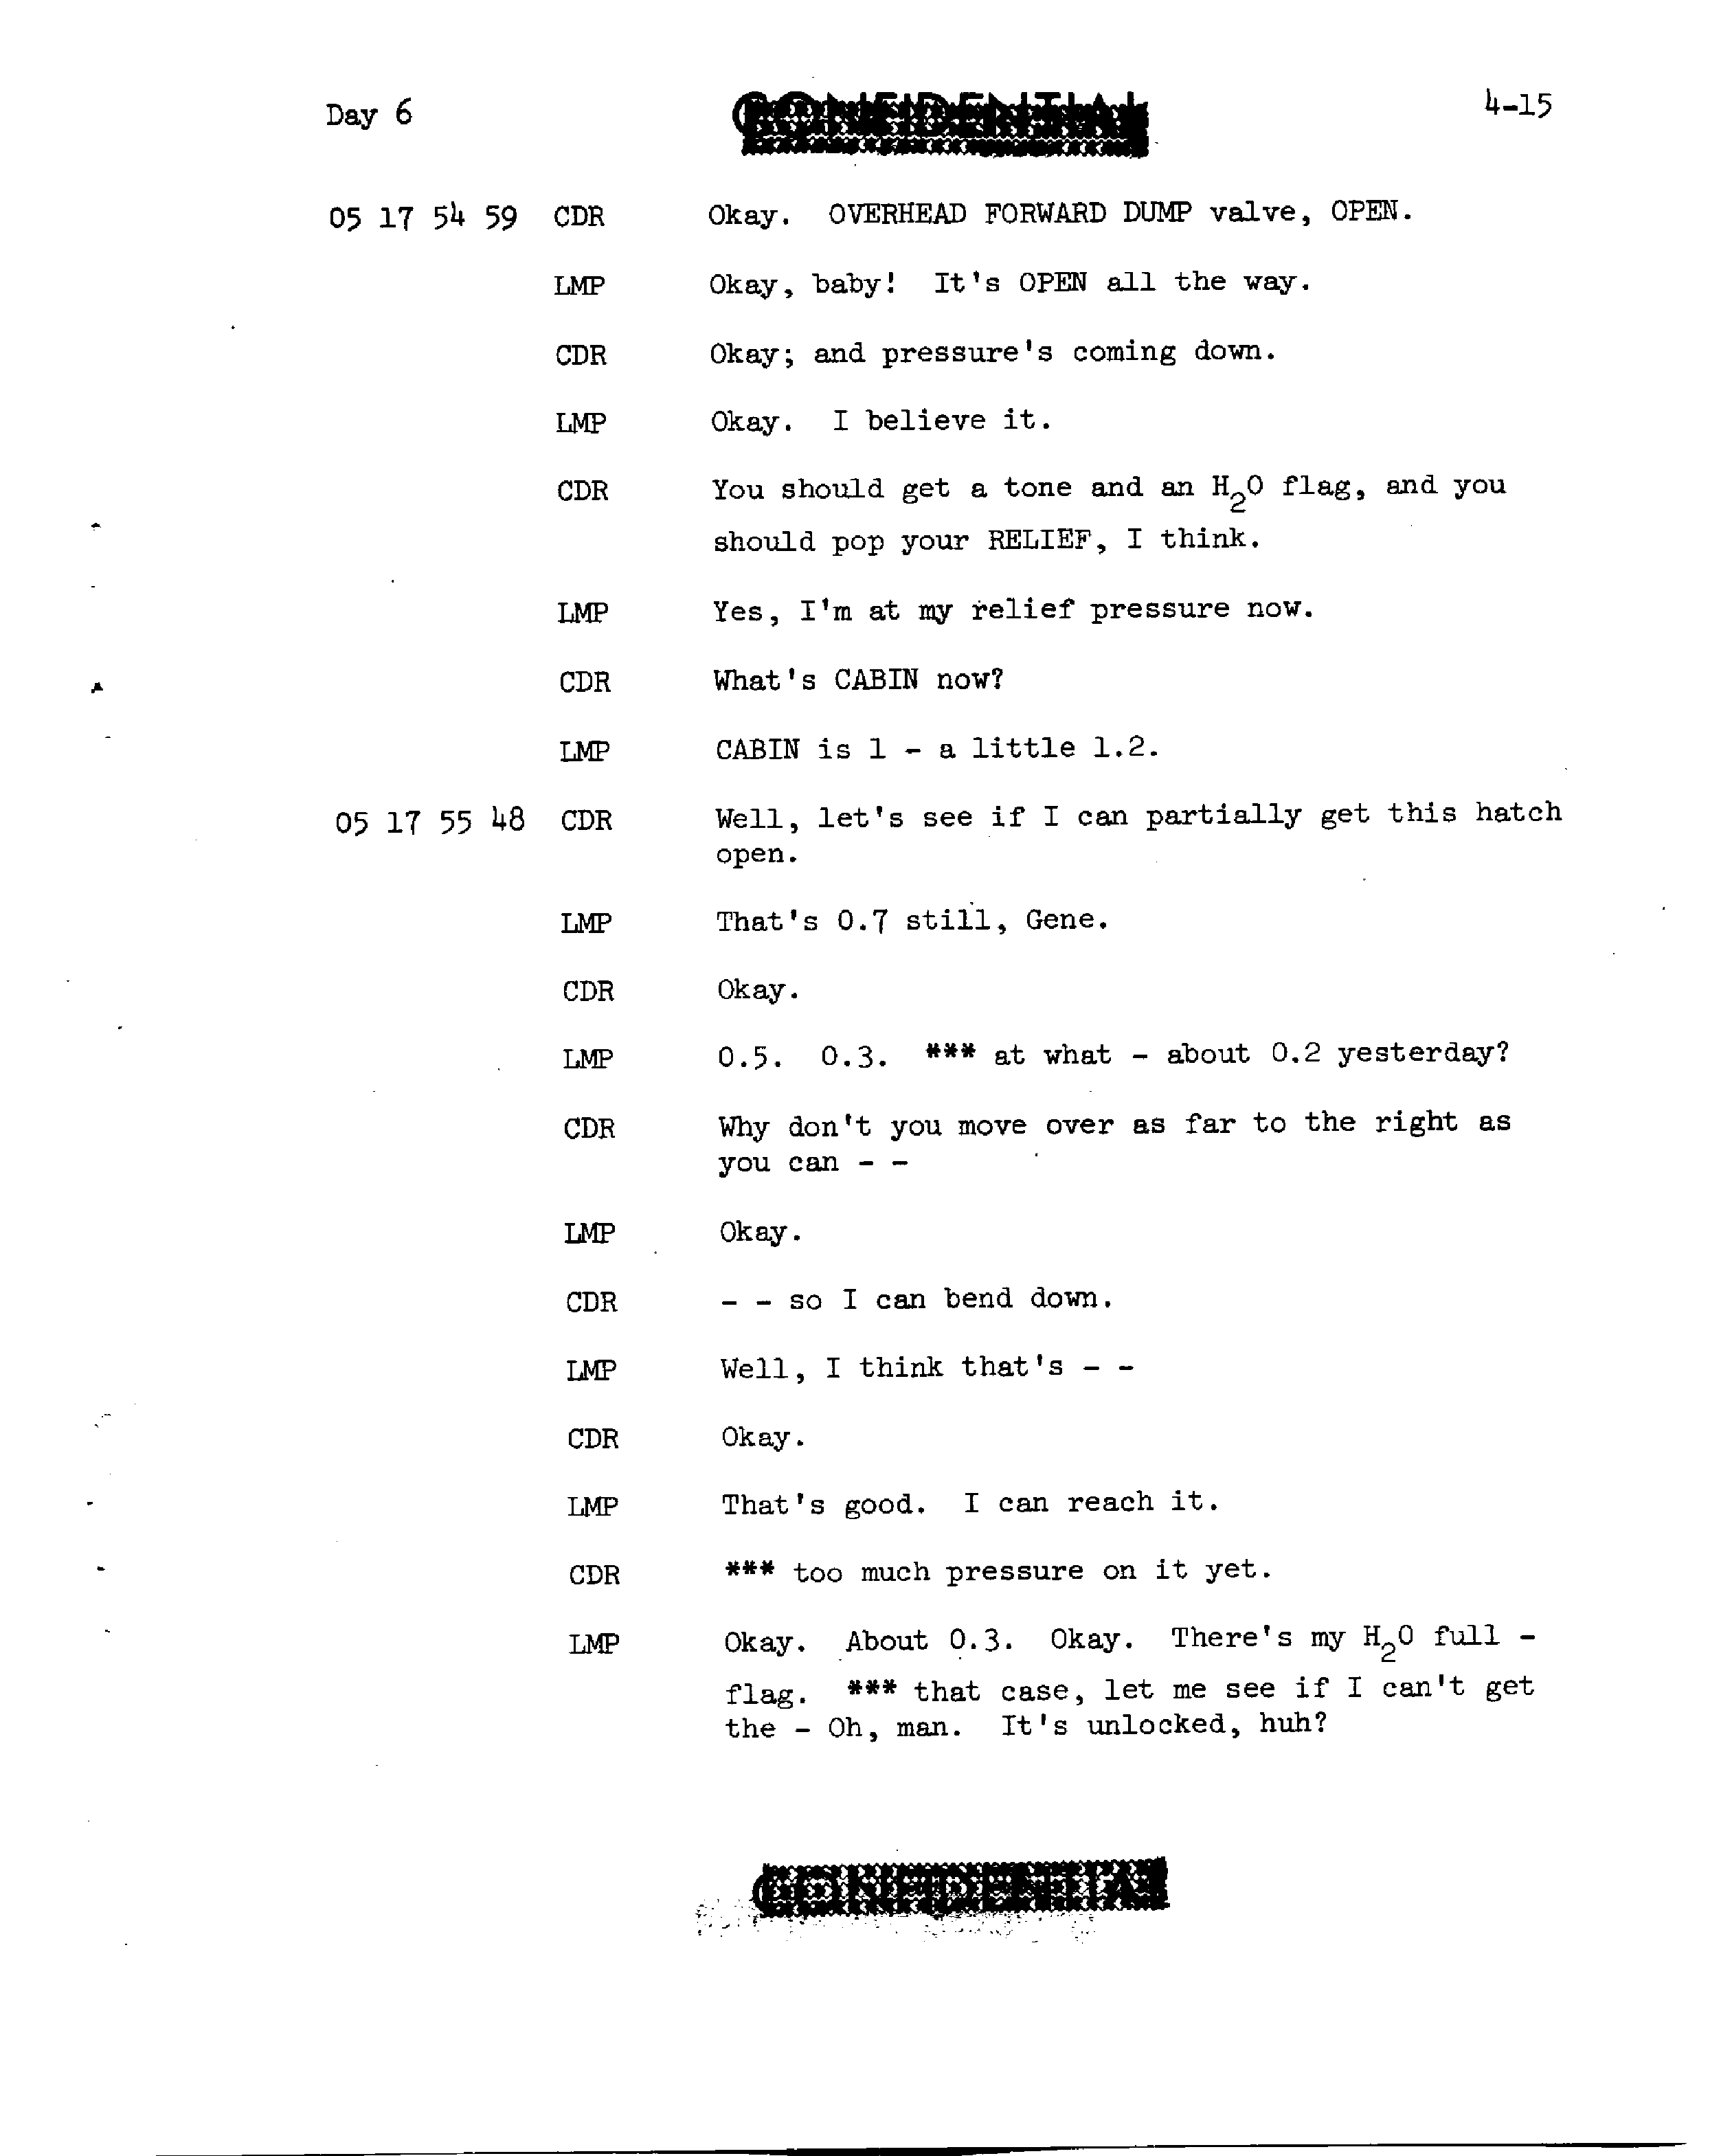 Day 6 CONFIDENTIAL 4-15
05 17 54 59 CDR Okay. OVERHEAD FORWARD DUMP valve, OPEN.
LMP Okay, baby! It's OPEN all the way.
CDR Okay; and pressure's coming down.
LMP Okay. I believe it.
CDR You should get a tone and an H₂O flag, and you
should pop your RELIEF, I think.
LMP Yes, I'm at my relief pressure now.
CDR What's CABIN now?
LMP CABIN is 1 - a little 1.2.
05 17 55 48 CDR Well, let's see if I can partially get this hatch
open.
LMP That's 0.7 still, Gene.
CDR Okay.
LMP 0.5. 0.3. *** at what - about 0.2 yesterday?
CDR Why don't you move over as far to the right as
you can - -
LMP Okay.
CDR - - so I can bend down.
LMP Well, I think that's - -
CDR Okay.
LMP That's good. I can reach it.
CDR *** too much pressure on it yet.
LMP Okay. About 0.3. Okay. There's my H₂O full -
flag. *** that case, let me see if I can't get
the - Oh, man. It's unlocked, huh?
CONFIDENTIAL